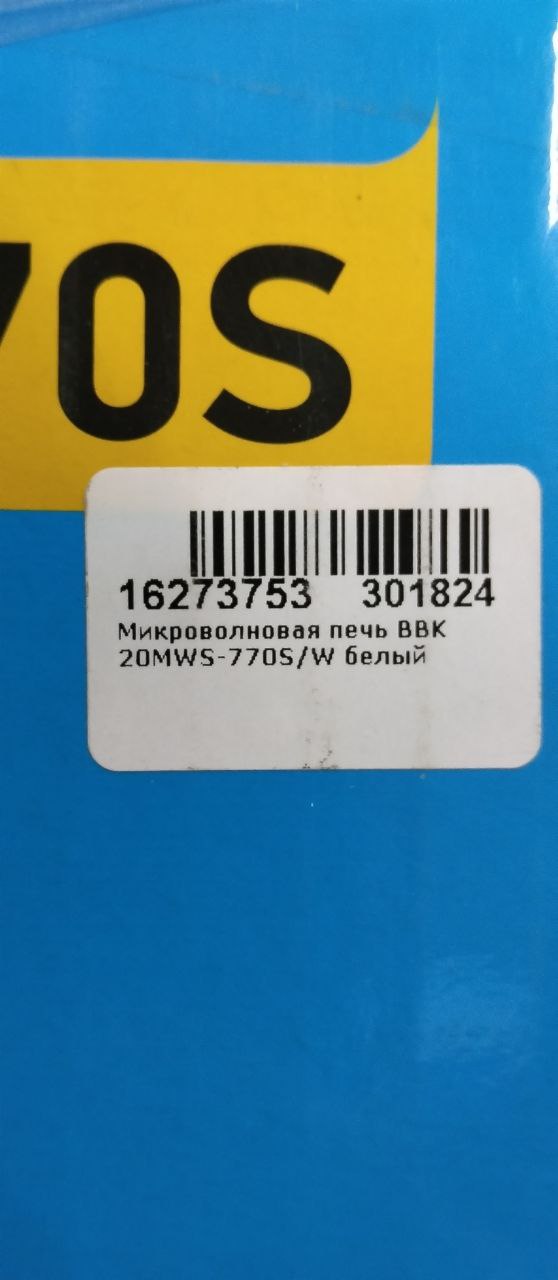 70S
16273753 301824
Микроволновая печь BBK
20MWS-770S/W белый